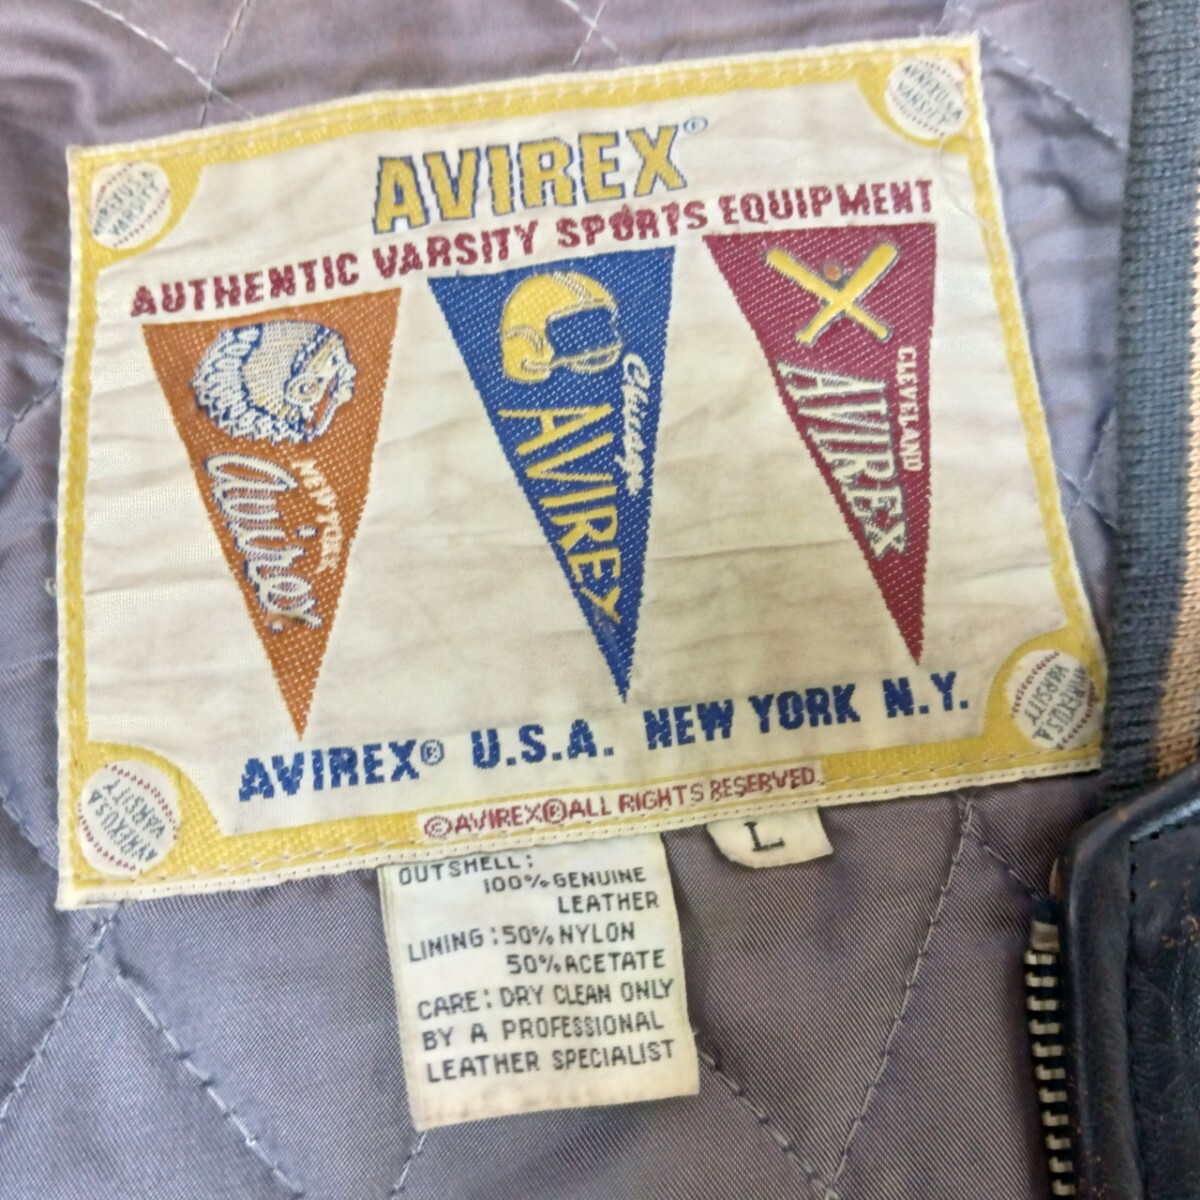 AVIREX®
AUTHENTIC VARSITY SPORTS EQUIPMENT
AVIREXUSA
VARSITY
AVIREXUSA
VARSITY
NEW YORK
Avirex
Chicago
AVIREX
CLEVELAND
AVIREX
AVIREX® U.S.A. NEW YORK N.Y.
AVIREXUSA
VARSITY
AVIREXUSA
VARSITY
©AVIREX®ALL RIGHTS RESERVED.
L
OUTSHELL:
100% GENUINE
LEATHER
LINING: 50% NYLON
50% ACETATE
CARE: DRY CLEAN ONLY
BY A PROFESSIONAL
LEATHER SPECIALIST